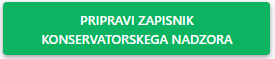 PRIPRAVI ZAPISNIK
KONSERVATORSKEGA NADZORA